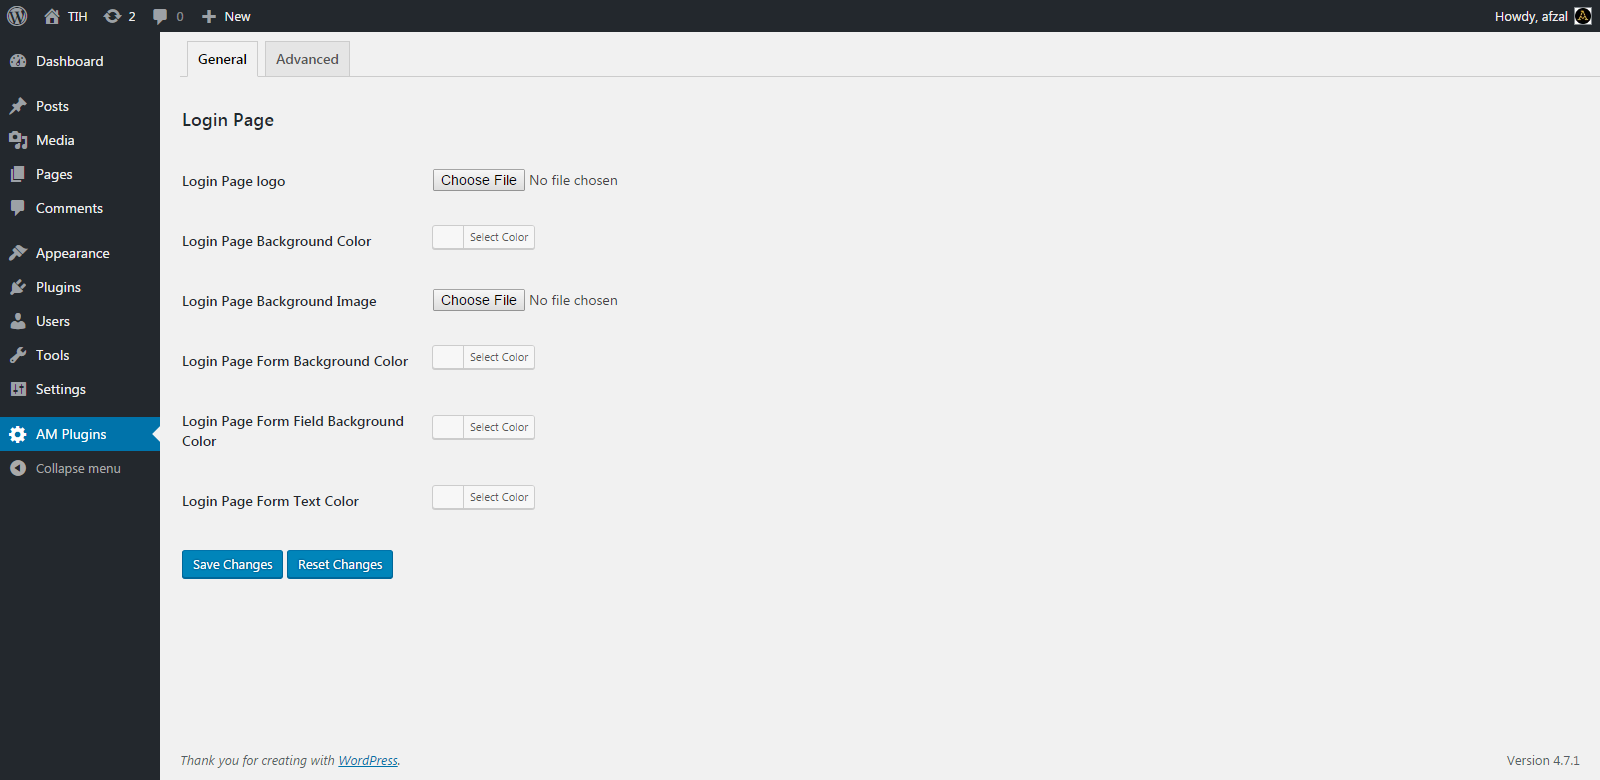 TIH 2 0 New Howdy, afzal
Dashboard
Posts
Media
Pages
Comments
Appearance
Plugins
Users
Tools
Settings
AM Plugins
Collapse menu
General Advanced
Login Page
Login Page logo Choose File No file chosen
Login Page Background Color Select Color
Login Page Background Image Choose File No file chosen
Login Page Form Background Color Select Color
Login Page Form Field Background
Color Select Color
Login Page Form Text Color Select Color
Save Changes Reset Changes
Thank you for creating with WordPress. Version 4.7.1